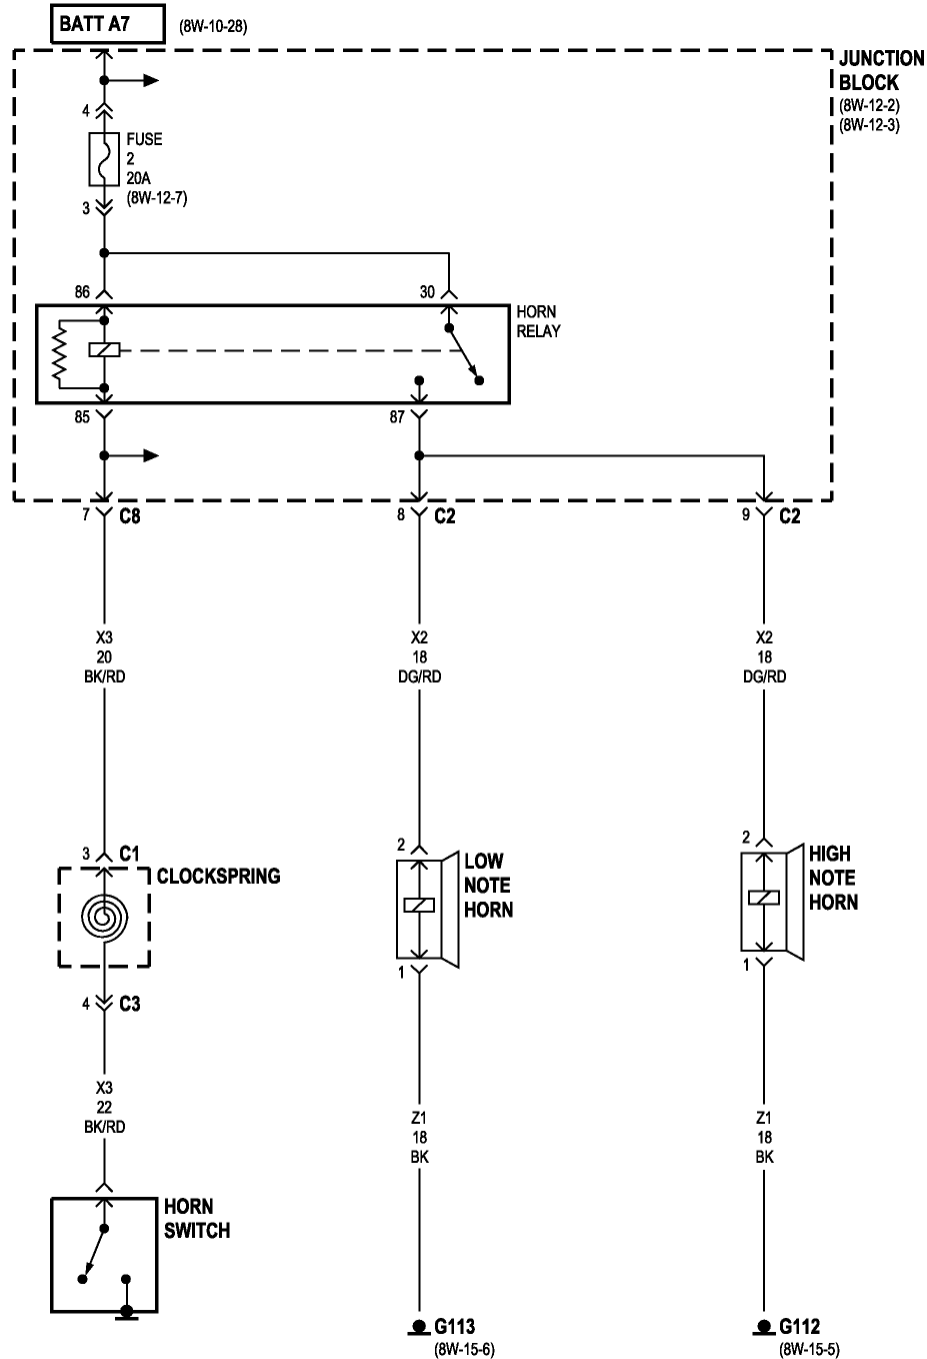 BATT A7
(8W-10-28)
JUNCTION
BLOCK
(8W-12-2)
(8W-12-3)
4
FUSE
2
20A
(8W-12-7)
3
86
30
HORN
RELAY
85
87
7
C8
8
C2
9
C2
X3
20
BK/RD
X2
18
DG/RD
X2
18
DG/RD
3
C1
CLOCKSPRING
2
LOW
NOTE
HORN
2
HIGH
NOTE
HORN
1
1
4
C3
X3
22
BK/RD
Z1
18
BK
Z1
18
BK
HORN
SWITCH
G113
(8W-15-6)
G112
(8W-15-5)